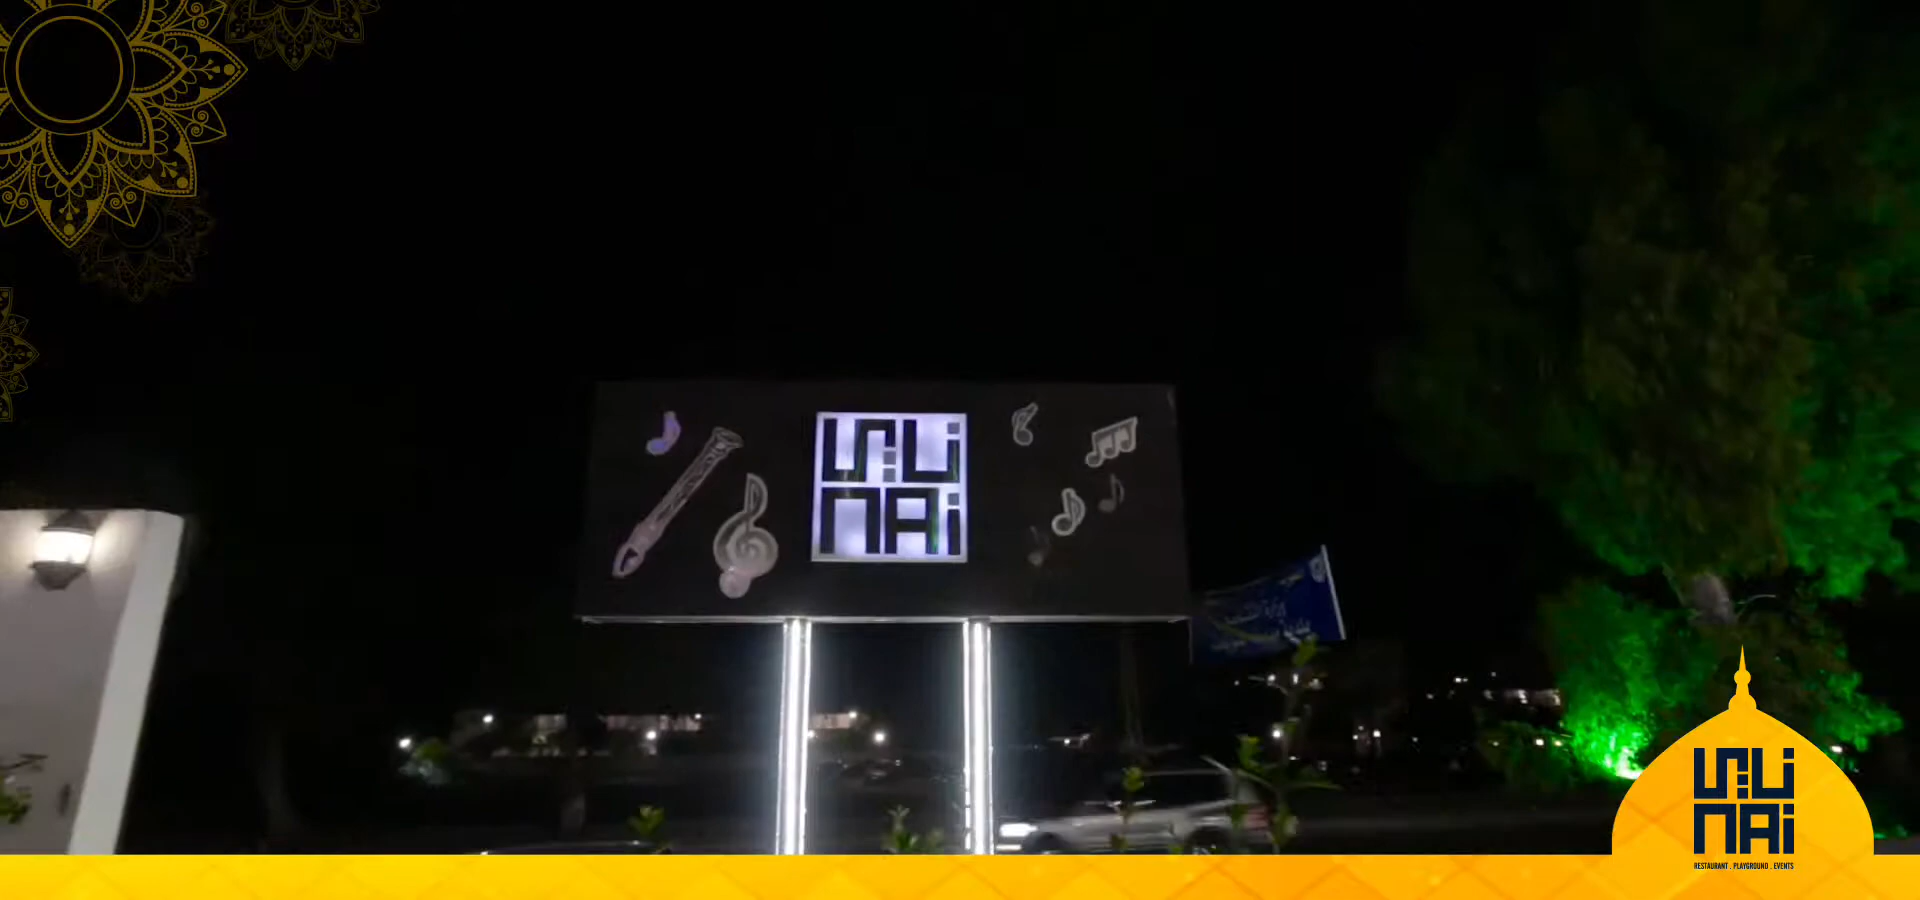 ناي
NAi
ناي
NAi
RESTAURANT . PLAYGROUND . EVENTS